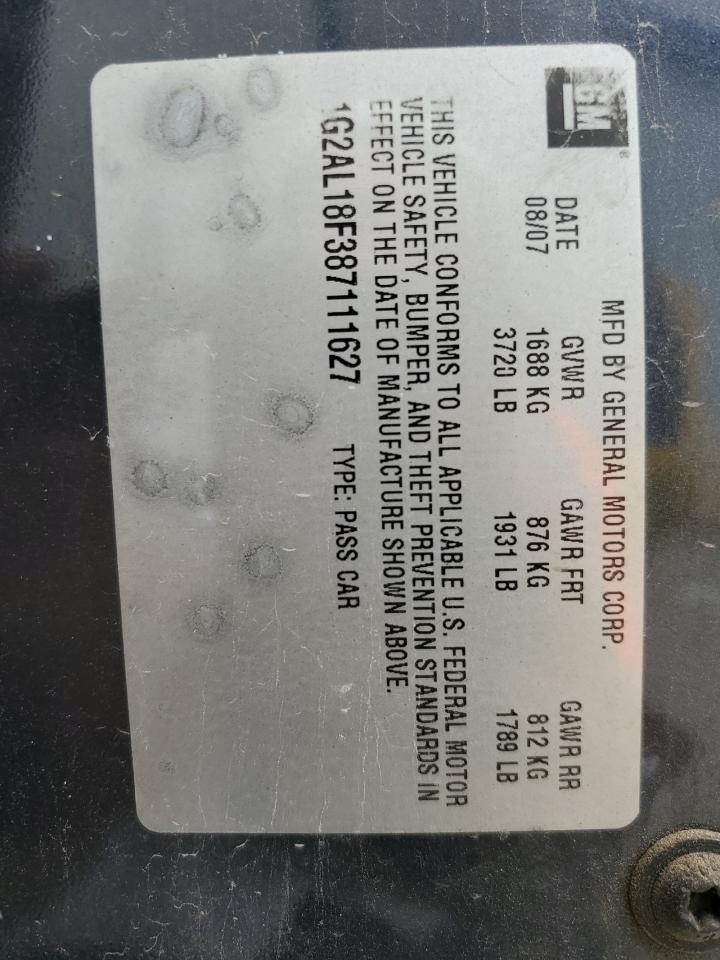 MFD BY GENERAL MOTORS CORP.
GM
DATE GVWR GAWR FRT GAWR RR
08/07 1688 KG 876 KG 812 KG
3720 LB 1931 LB 1789 LB
THIS VEHICLE CONFORMS TO ALL APPLICABLE U.S. FEDERAL MOTOR
VEHICLE SAFETY, BUMPER, AND THEFT PREVENTION STANDARDS IN
EFFECT ON THE DATE OF MANUFACTURE SHOWN ABOVE.
1G2AL18F387111627 TYPE: PASS CAR